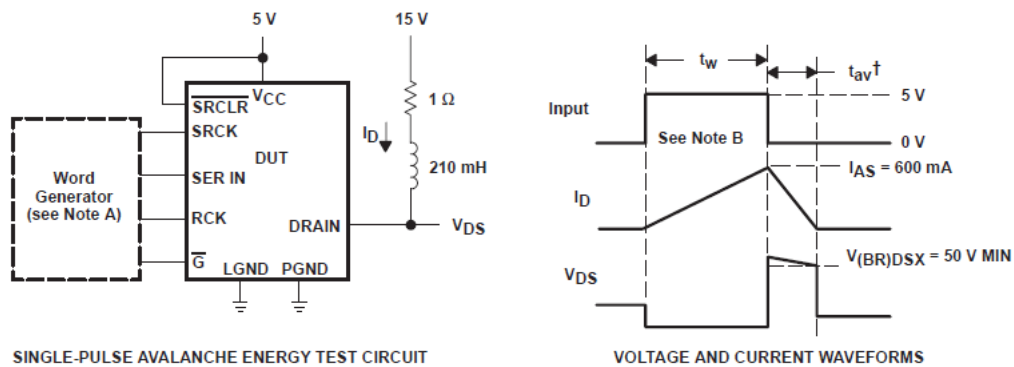 5 V
15 V
VCC
SRCLR
SRCK
SER IN
RCK
G
DUT
DRAIN
LGND PGND
Word
Generator
(see Note A)
1 Ω
ID
210 mH
VDS
SINGLE-PULSE AVALANCHE ENERGY TEST CIRCUIT
tw
tav†
Input
See Note B
5 V
0 V
IAS = 600 mA
ID
V(BR)DSX = 50 V MIN
VDS
VOLTAGE AND CURRENT WAVEFORMS